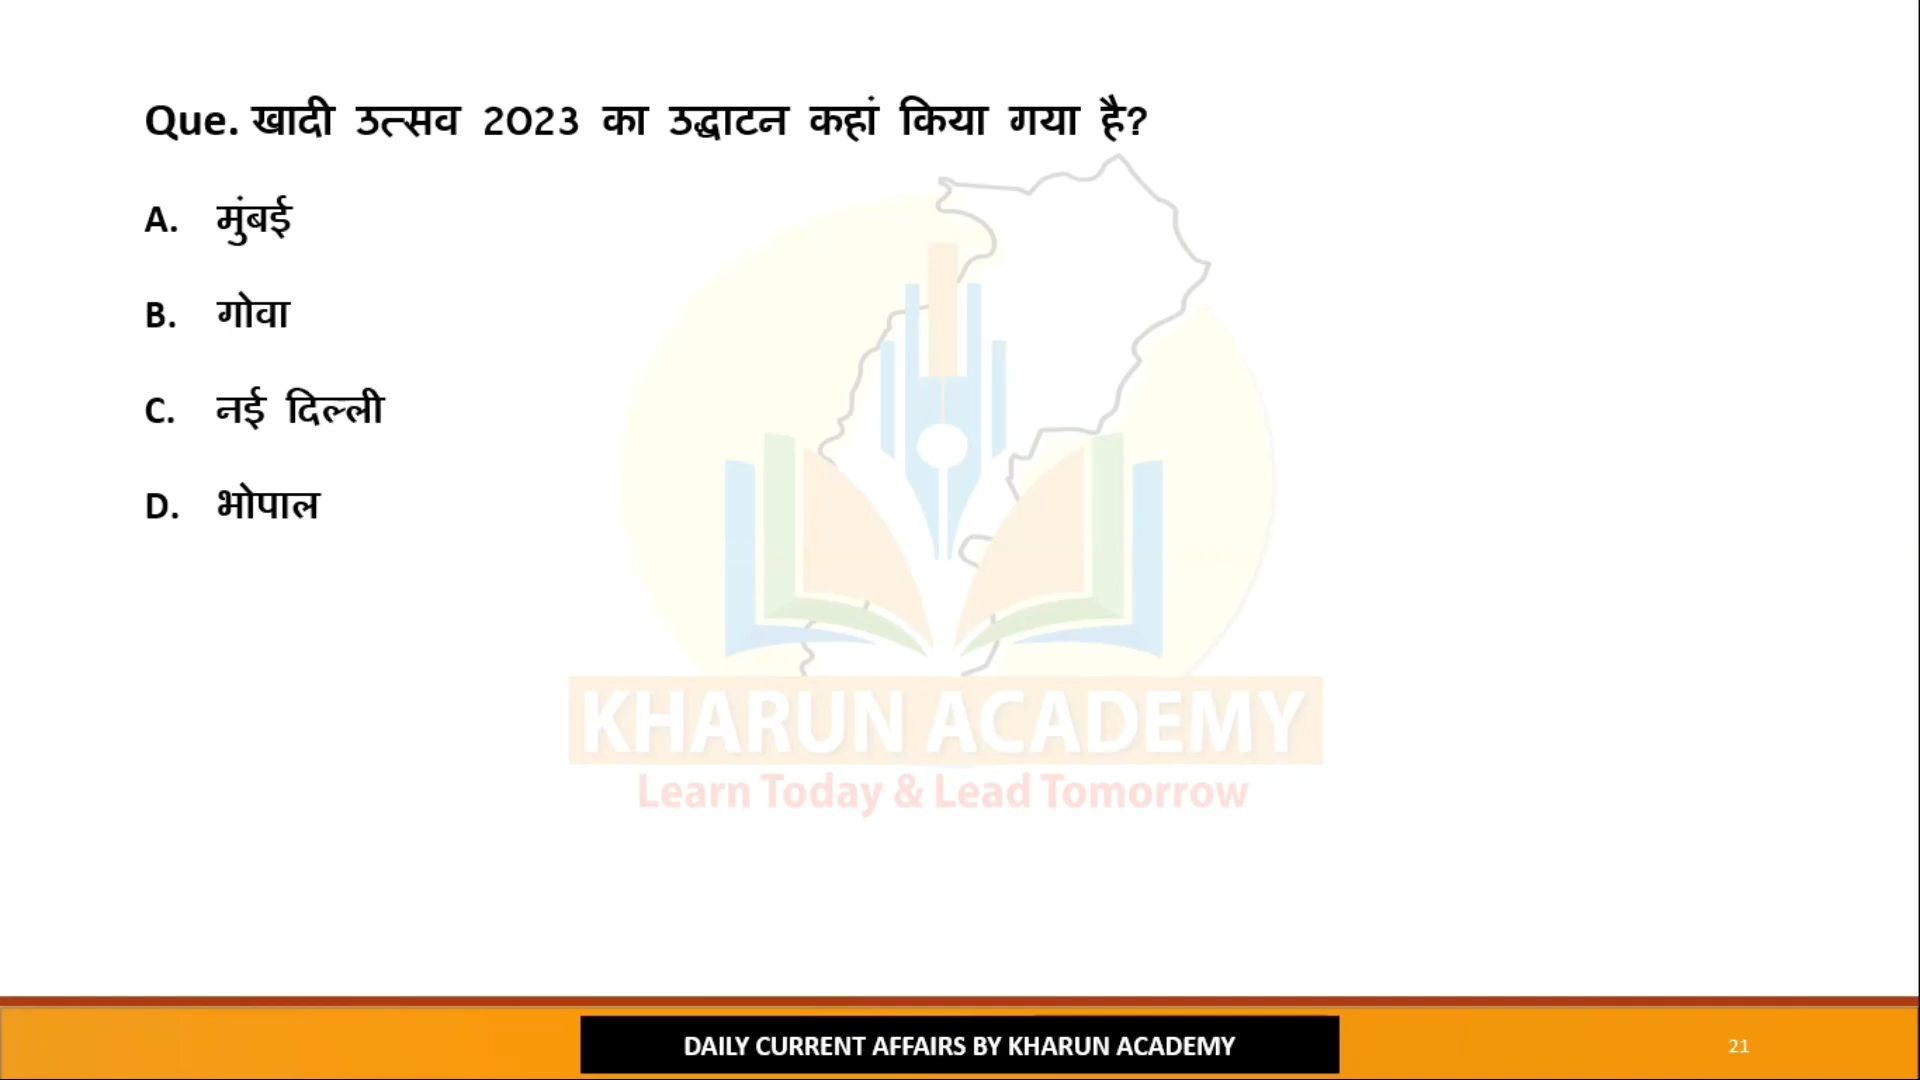 Que. खादी उत्सव 2023 का उद्घाटन कहां किया गया है?
A. मुंबई
B. गोवा
C. नई दिल्ली
D. भोपाल
KHARUN ACADEMY
Learn Today & Lead Tomorrow
DAILY CURRENT AFFAIRS BY KHARUN ACADEMY
21